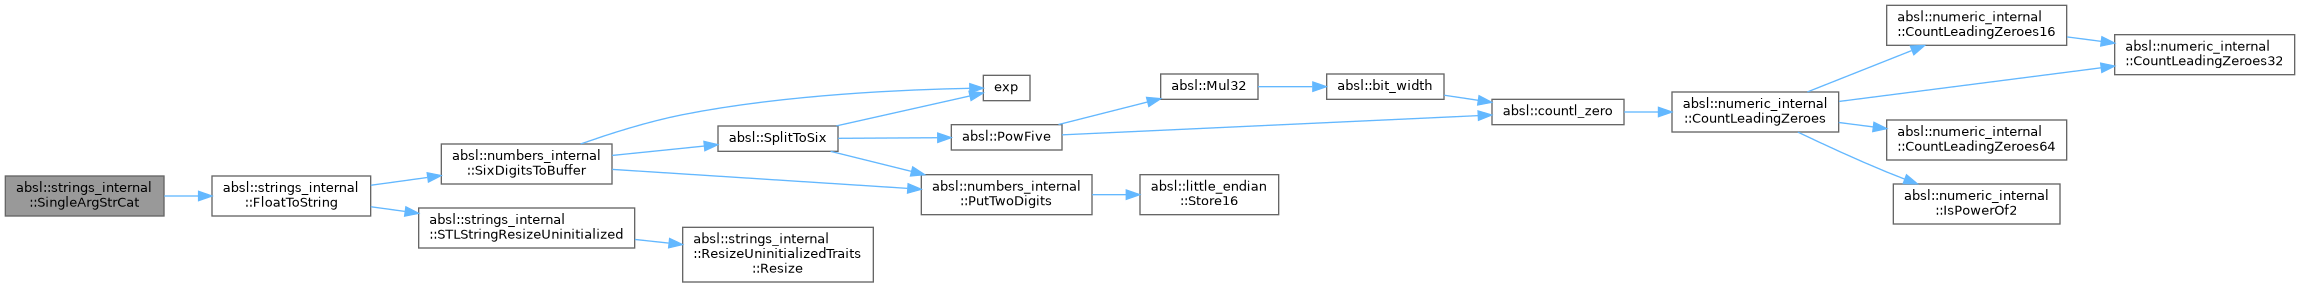 absl::strings_internal
::SingleArgStrCat
absl::strings_internal
::FloatToString
absl::numbers_internal
::SixDigitsToBuffer
absl::strings_internal
::STLStringResizeUninitialized
absl::strings_internal
::ResizeUninitializedTraits
::Resize
absl::SplitToSix
exp
absl::PowFive
absl::numbers_internal
::PutTwoDigits
absl::Mul32
absl::little_endian
::Store16
absl::bit_width
absl::countl_zero
absl::numeric_internal
::CountLeadingZeroes
absl::numeric_internal
::CountLeadingZeroes16
absl::numeric_internal
::CountLeadingZeroes32
absl::numeric_internal
::CountLeadingZeroes64
absl::numeric_internal
::IsPowerOf2